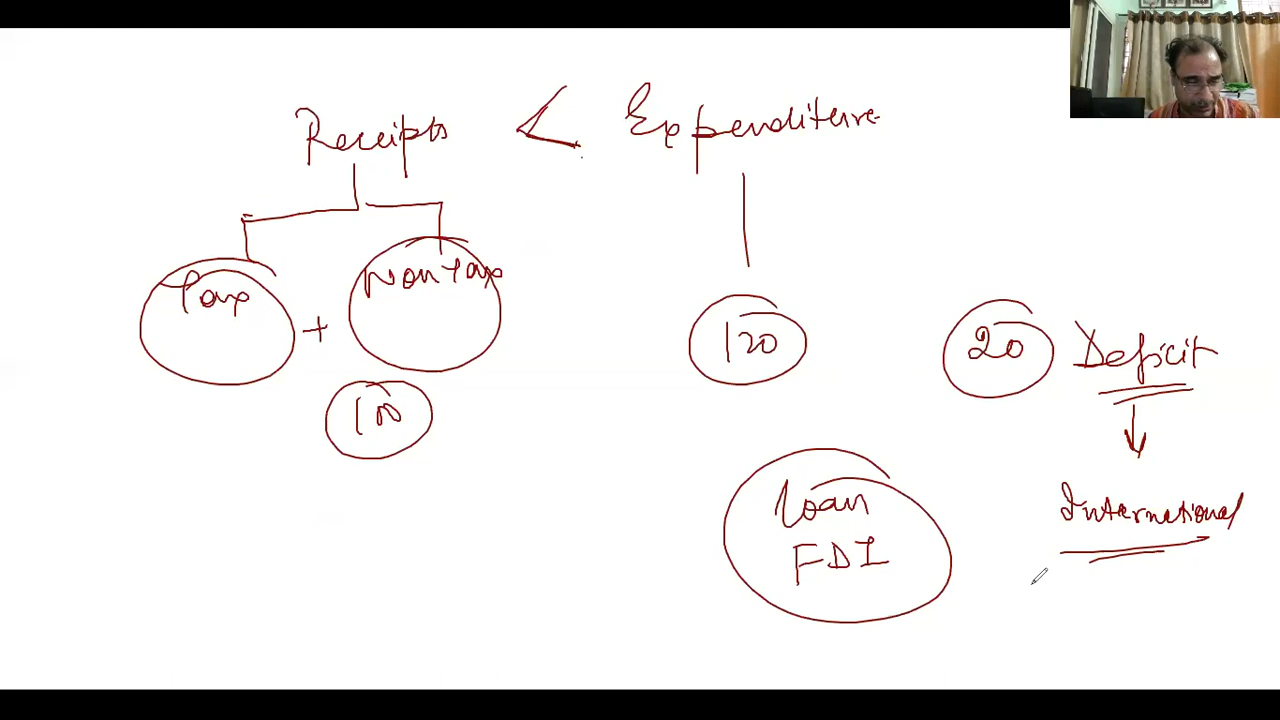 Receipts < Expenditure
Tax + Non Tax
100
120
20 Deficit
International
Loan
FDI